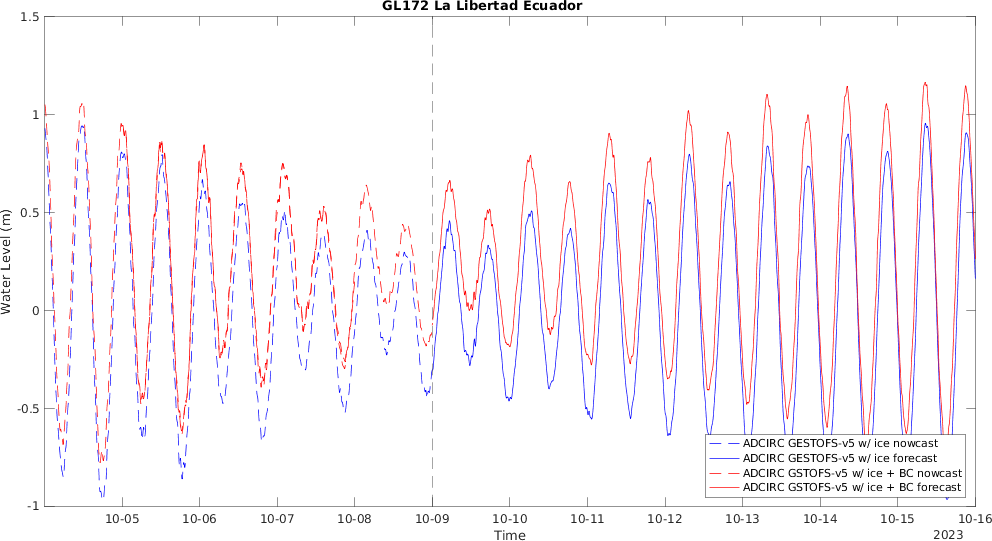 GL172 La Libertad Ecuador
1.5
1
0.5
0
-0.5
-1
Water Level (m)
10-05 10-06 10-07 10-08 10-09 10-10 10-11 10-12 10-13 10-14 10-15 10-16
Time
2023
ADCIRC GESTOFS-v5 w/ ice nowcast
ADCIRC GESTOFS-v5 w/ ice forecast
ADCIRC GSTOFS-v5 w/ ice + BC nowcast
ADCIRC GSTOFS-v5 w/ ice + BC forecast